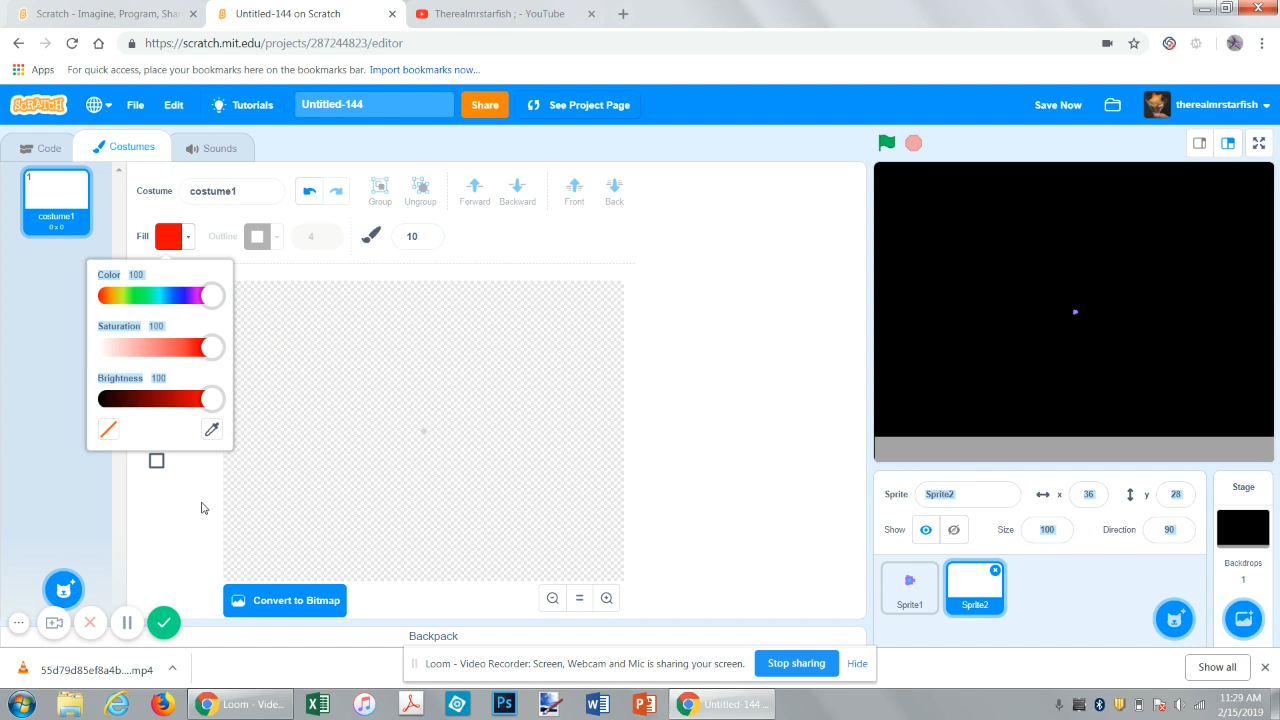 Scratch - Imagine, Program, Shar
Untitled-144 on Scratch
Therealmrstarfish ; - YouTube
https://scratch.mit.edu/projects/287244823/editor
Apps For quick access, place your bookmarks here on the bookmarks bar. Import bookmarks now...
SCRATCH File Edit Tutorials Untitled-144 Share See Project Page Save Now therealmrstarfish
Code Costumes Sounds
1
costume1
0 x 0
Costume costume1 Group Ungroup Forward Backward Front Back
Fill Outline 4 10
Color 100
Saturation 100
Brightness 100
Convert to Bitmap
Backpack
Sprite Sprite2 x 36 y 28
Show Size 100 Direction 90
Sprite1
Sprite2
Stage
Backdrops
1
Loom - Video Recorder: Screen, Webcam and Mic is sharing your screen. Stop sharing Hide
55d79d85ef8a4b....mp4
Show all
Loom - Vide...
Untitled-144 ...
11:29 AM
2/15/2019